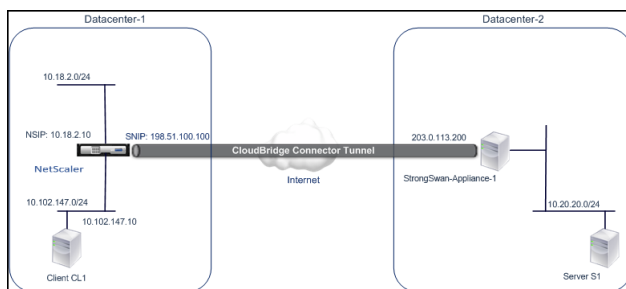 Datacenter-1
Datacenter-2
10.18.2.0/24
NSIP: 10.18.2.10
SNIP: 198.51.100.100
203.0.113.200
CloudBridge Connector Tunnel
NetScaler
Internet
StrongSwan-Appliance-1
10.102.147.0/24
10.20.20.0/24
10.102.147.10
Client CL1
Server S1